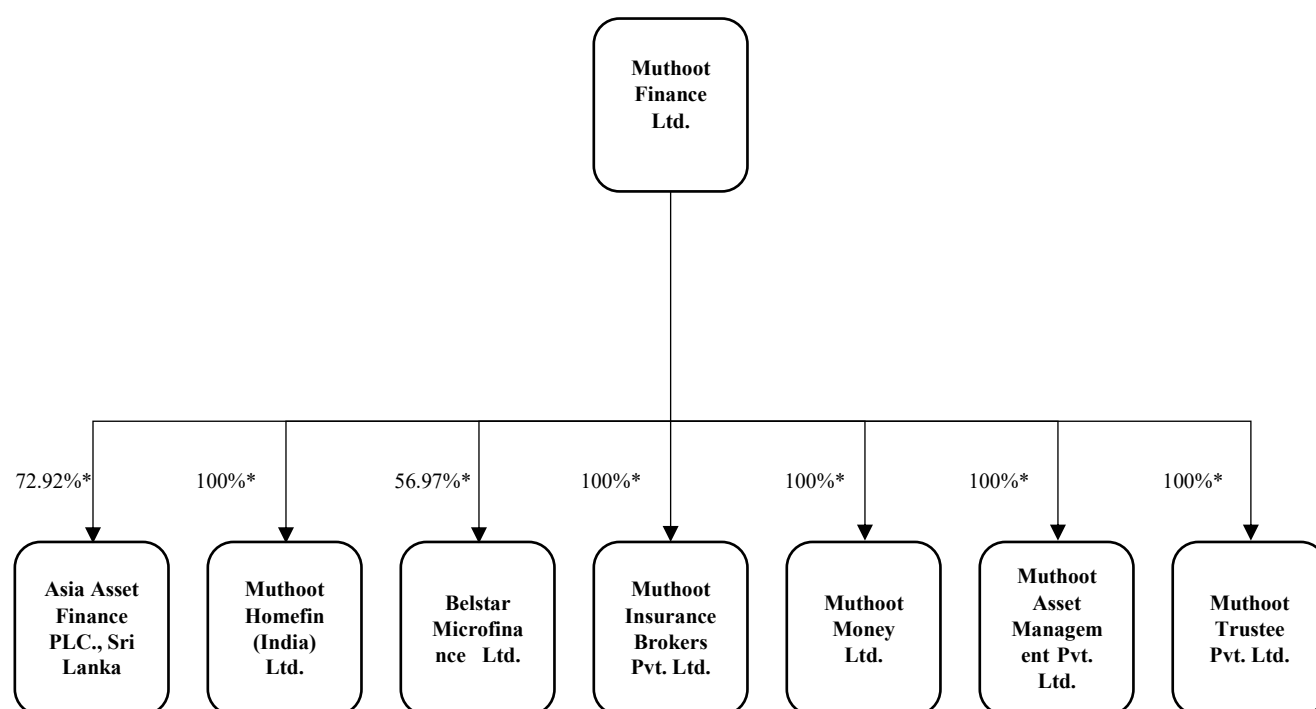 Muthoot
Finance
Ltd.
72.92%*
100%*
56.97%*
100%*
100%*
100%*
100%*
Asia Asset
Finance
PLC., Sri
Lanka
Muthoot
Homefin
(India)
Ltd.
Belstar
Microfina
nce Ltd.
Muthoot
Insurance
Brokers
Pvt. Ltd.
Muthoot
Money
Ltd.
Muthoot
Asset
Managem
ent Pvt.
Ltd.
Muthoot
Trustee
Pvt. Ltd.